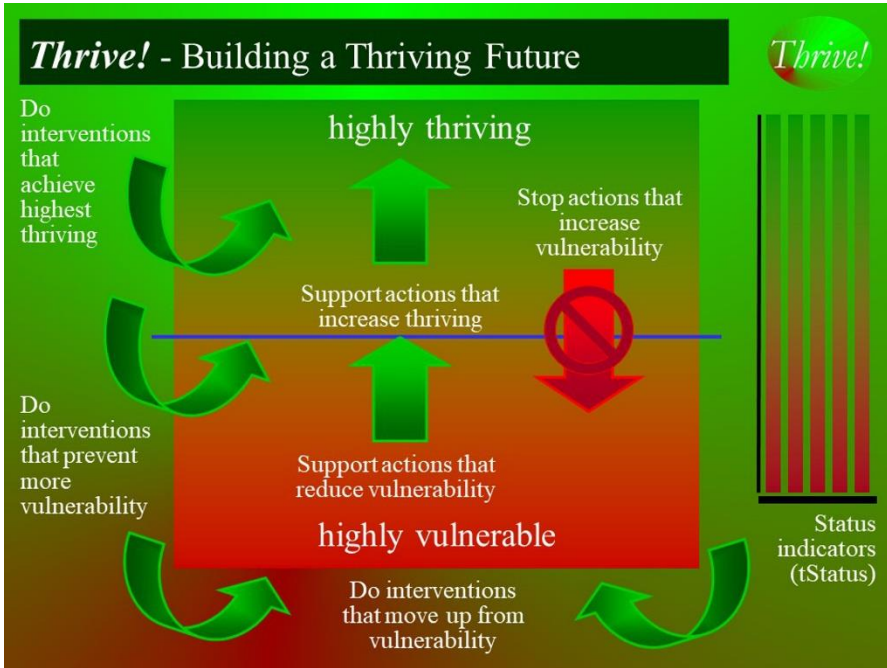 Thrive! - Building a Thriving Future
Thrive!
Do
interventions
that
achieve
highest
thriving
highly thriving
Stop actions that
increase
vulnerability
Support actions that
increase thriving
Do
interventions
that prevent
more
vulnerability
Support actions that
reduce vulnerability
highly vulnerable
Status
indicators
(tStatus)
Do interventions
that move up from
vulnerability